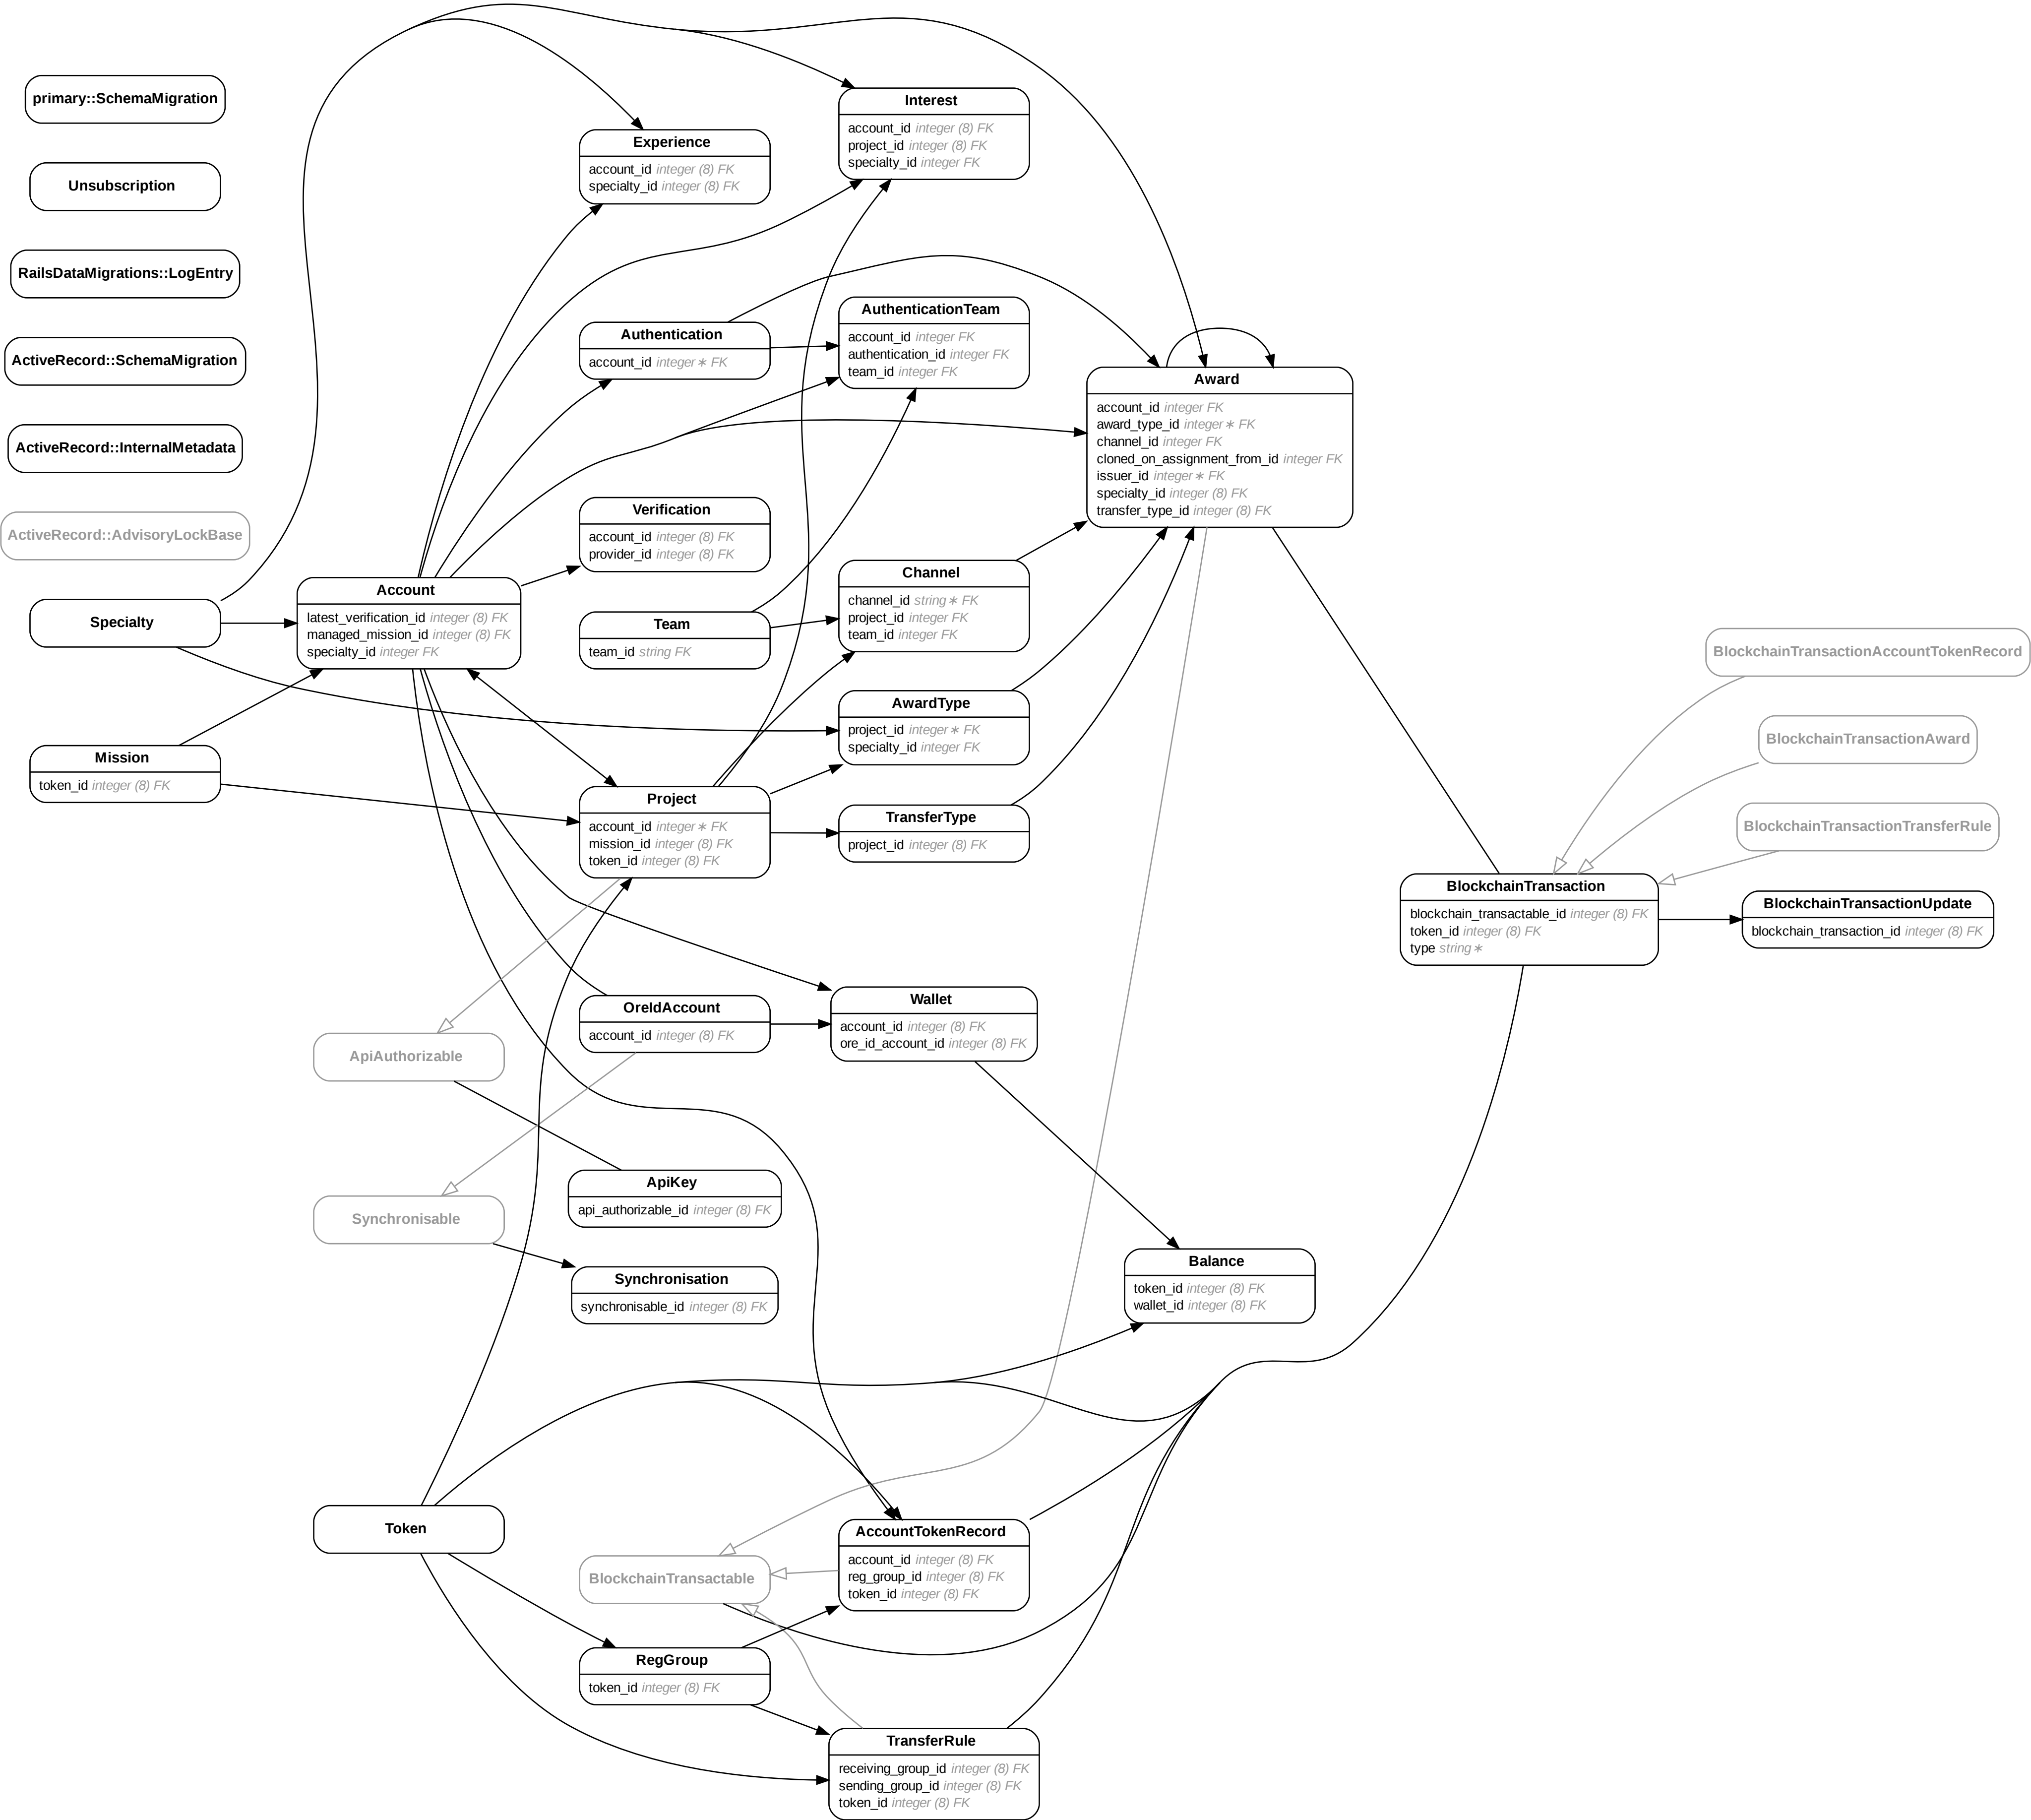 primary::SchemaMigration
Unsubscription
RailsDataMigrations::LogEntry
ActiveRecord::SchemaMigration
ActiveRecord::InternalMetadata
ActiveRecord::AdvisoryLockBase
Specialty
Mission
token_id integer (8) FK
Account
latest_verification_id integer (8) FK
managed_mission_id integer (8) FK
specialty_id integer FK
ApiAuthorizable
Synchronisable
Token
Experience
account_id integer (8) FK
specialty_id integer (8) FK
Authentication
account_id integer∗ FK
Verification
account_id integer (8) FK
provider_id integer (8) FK
Team
team_id string FK
Project
account_id integer∗ FK
mission_id integer (8) FK
token_id integer (8) FK
OreIdAccount
account_id integer (8) FK
ApiKey
api_authorizable_id integer (8) FK
Synchronisation
synchronisable_id integer (8) FK
BlockchainTransactable
RegGroup
token_id integer (8) FK
Interest
account_id integer (8) FK
project_id integer (8) FK
specialty_id integer FK
AuthenticationTeam
account_id integer FK
authentication_id integer FK
team_id integer FK
Channel
channel_id string∗ FK
project_id integer FK
team_id integer FK
AwardType
project_id integer∗ FK
specialty_id integer FK
TransferType
project_id integer (8) FK
Wallet
account_id integer (8) FK
ore_id_account_id integer (8) FK
AccountTokenRecord
account_id integer (8) FK
reg_group_id integer (8) FK
token_id integer (8) FK
TransferRule
receiving_group_id integer (8) FK
sending_group_id integer (8) FK
token_id integer (8) FK
Award
account_id integer FK
award_type_id integer∗ FK
channel_id integer FK
cloned_on_assignment_from_id integer FK
issuer_id integer∗ FK
specialty_id integer (8) FK
transfer_type_id integer (8) FK
Balance
token_id integer (8) FK
wallet_id integer (8) FK
BlockchainTransaction
blockchain_transactable_id integer (8) FK
token_id integer (8) FK
type string∗
BlockchainTransactionAccountTokenRecord
BlockchainTransactionAward
BlockchainTransactionTransferRule
BlockchainTransactionUpdate
blockchain_transaction_id integer (8) FK